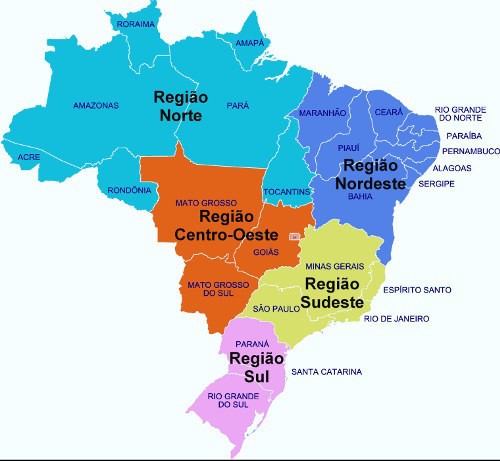 RORAIMA
AMAPÁ
AMAZONAS
Região
Norte
PARÁ
ACRE
RONDÔNIA
TOCANTINS
MARANHÃO
CEARÁ
RIO GRANDE
DO NORTE
PARAÍBA
PERNAMBUCO
PIAUÍ
Região
Nordeste
ALAGOAS
SERGIPE
BAHIA
MATO GROSSO
Região
Centro-Oeste
GOIÁS
MATO GROSSO
DO SUL
MINAS GERAIS
Região
Sudeste
ESPÍRITO SANTO
SÃO PAULO
RIO DE JANEIRO
PARANÁ
Região
Sul
SANTA CATARINA
RIO GRANDE
DO SUL